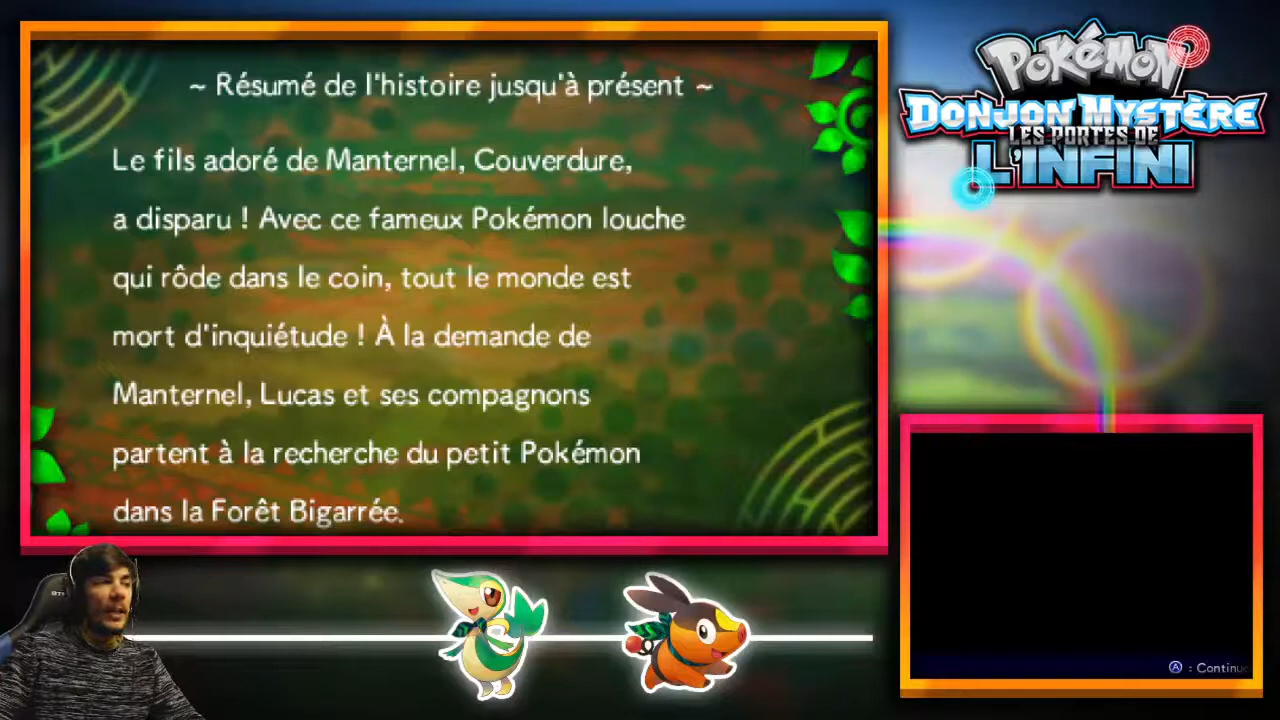 ~ Résumé de l'histoire jusqu'à présent ~
Le fils adoré de Manternel, Couverdure,
a disparu ! Avec ce fameux Pokémon louche
qui rôde dans le coin, tout le monde est
mort d'inquiétude ! À la demande de
Manternel, Lucas et ses compagnons
partent à la recherche du petit Pokémon
dans la Forêt Bigarrée.
POKÉMON
DONJON MYSTÈRE
LES PORTES DE
L'INFINI
A : Continu